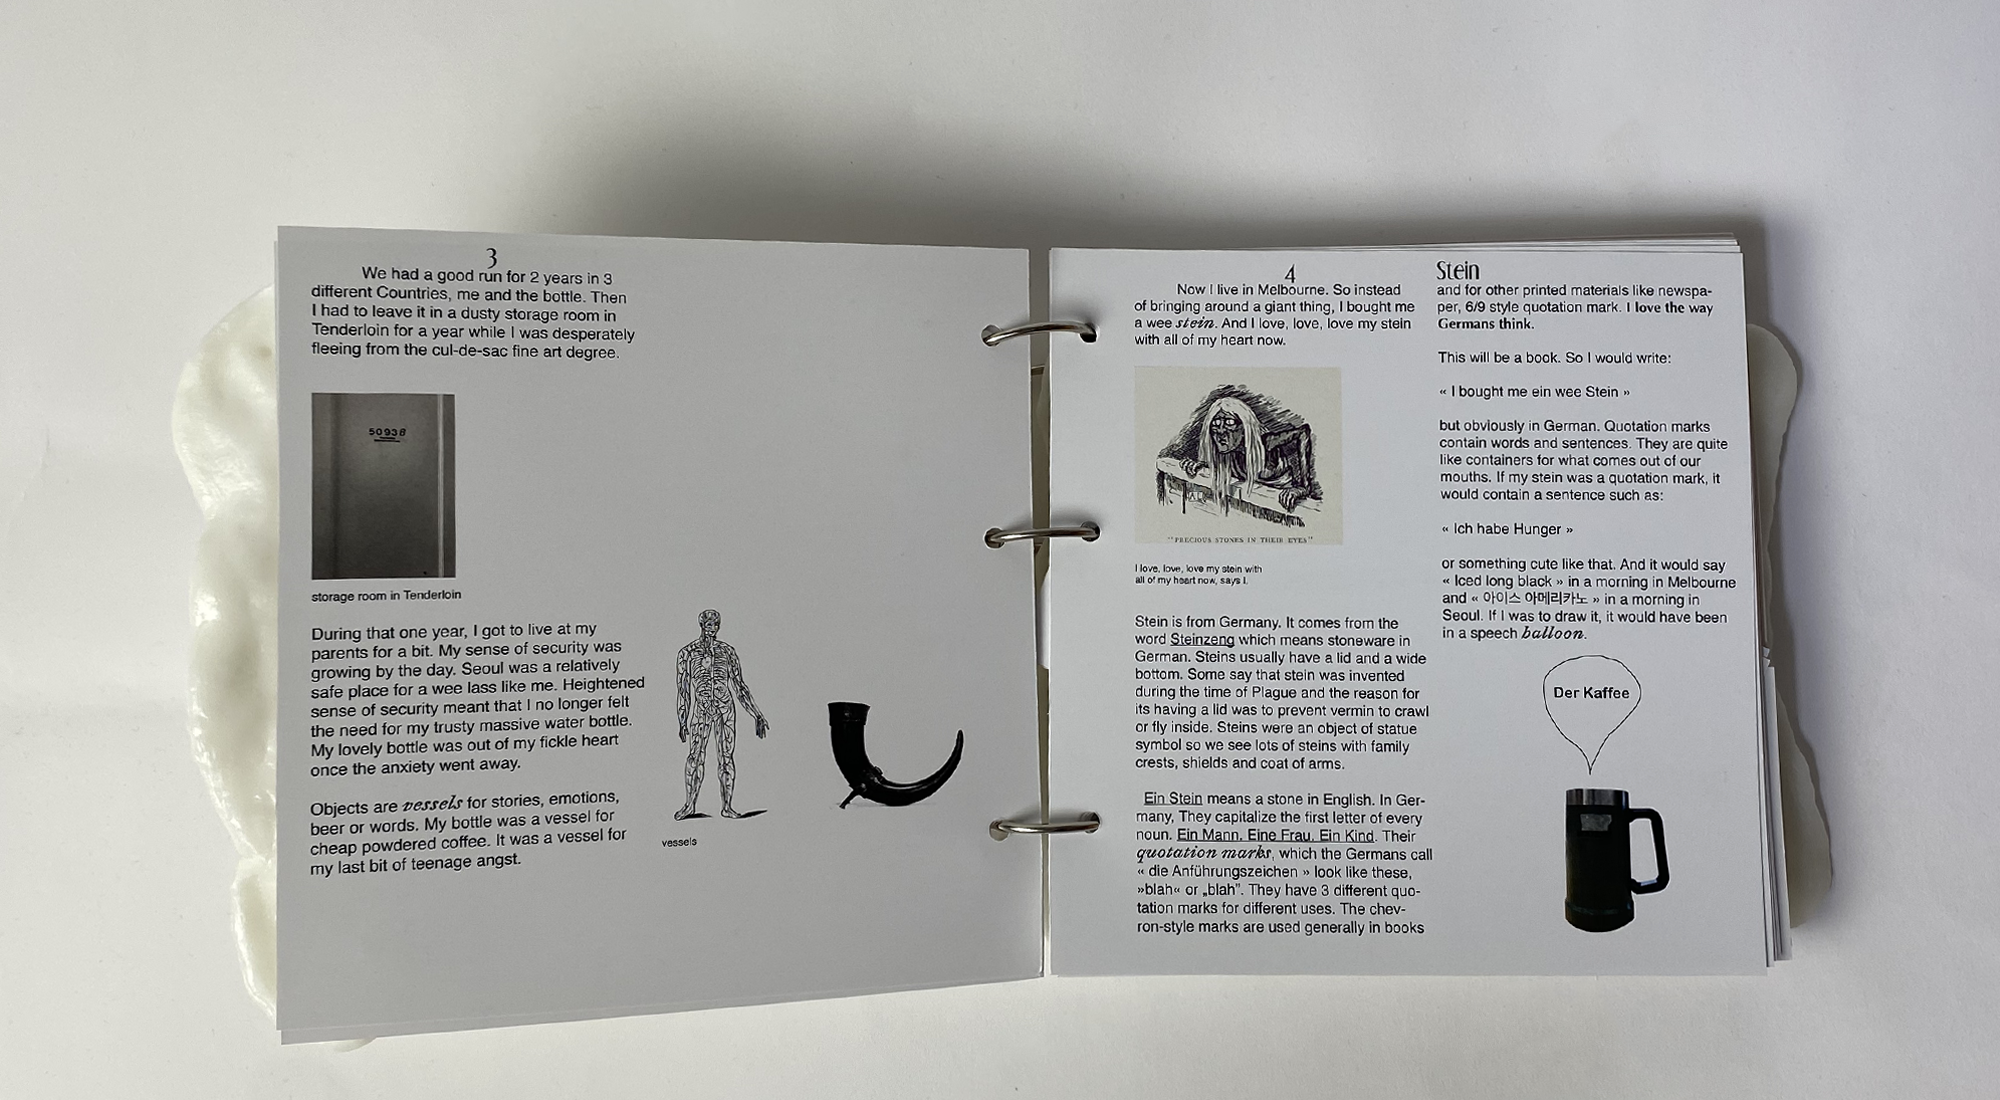 3
We had a good run for 2 years in 3
different Countries, me and the bottle. Then
I had to leave it in a dusty storage room in
Tenderloin for a year while I was desperately
fleeing from the cul-de-sac fine art degree.
50938
storage room in Tenderloin
During that one year, I got to live at my
parents for a bit. My sense of security was
growing by the day. Seoul was a relatively
safe place for a wee lass like me. Heightened
sense of security meant that I no longer felt
the need for my trusty massive water bottle.
My lovely bottle was out of my fickle heart
once the anxiety went away.
Objects are vessels for stories, emotions,
beer or words. My bottle was a vessel for
cheap powdered coffee. It was a vessel for
my last bit of teenage angst.
vessels
4
Now I live in Melbourne. So instead
of bringing around a giant thing, I bought me
a wee stein. And I love, love, love my stein
with all of my heart now.
"PRECIOUS STONES IN THEIR EYES"
I love, love, love my stein with
all of my heart now, says I.
Stein is from Germany. It comes from the
word Steinzeng which means stoneware in
German. Steins usually have a lid and a wide
bottom. Some say that stein was invented
during the time of Plague and the reason for
its having a lid was to prevent vermin to crawl
or fly inside. Steins were an object of statue
symbol so we see lots of steins with family
crests, shields and coat of arms.
Ein Stein means a stone in English. In Ger-
many, They capitalize the first letter of every
noun. Ein Mann. Eine Frau. Ein Kind. Their
quotation marks, which the Germans call
« die Anführungszeichen » look like these,
»blah« or „blah”. They have 3 different quo-
tation marks for different uses. The chev-
ron-style marks are used generally in books
Stein
and for other printed materials like newspa-
per, 6/9 style quotation mark. I love the way
Germans think.
This will be a book. So I would write:
« I bought me ein wee Stein »
but obviously in German. Quotation marks
contain words and sentences. They are quite
like containers for what comes out of our
mouths. If my stein was a quotation mark, it
would contain a sentence such as:
« Ich habe Hunger »
or something cute like that. And it would say
« Iced long black » in a morning in Melbourne
and « 아이스 아메리카노 » in a morning in
Seoul. If I was to draw it, it would have been
in a speech balloon.
Der Kaffee